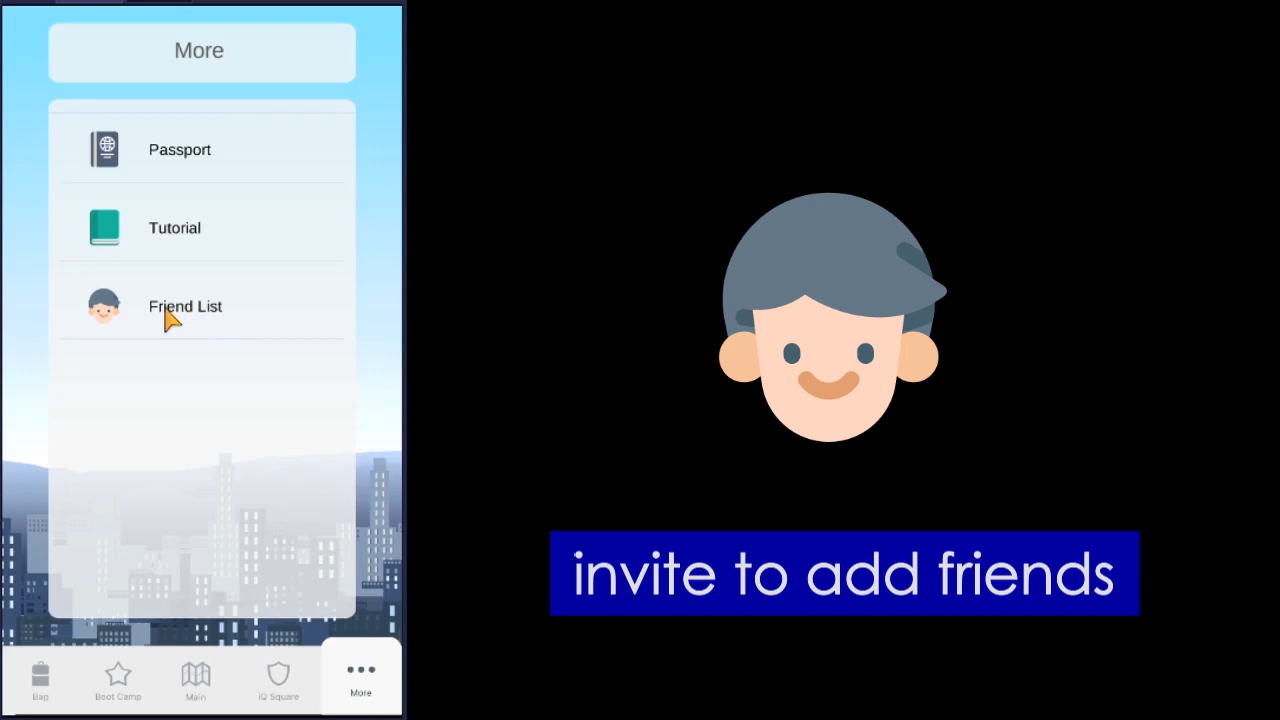 More
Passport
Tutorial
Friend List
invite to add friends
Bag
Boot Camp
Main
iQ Square
More